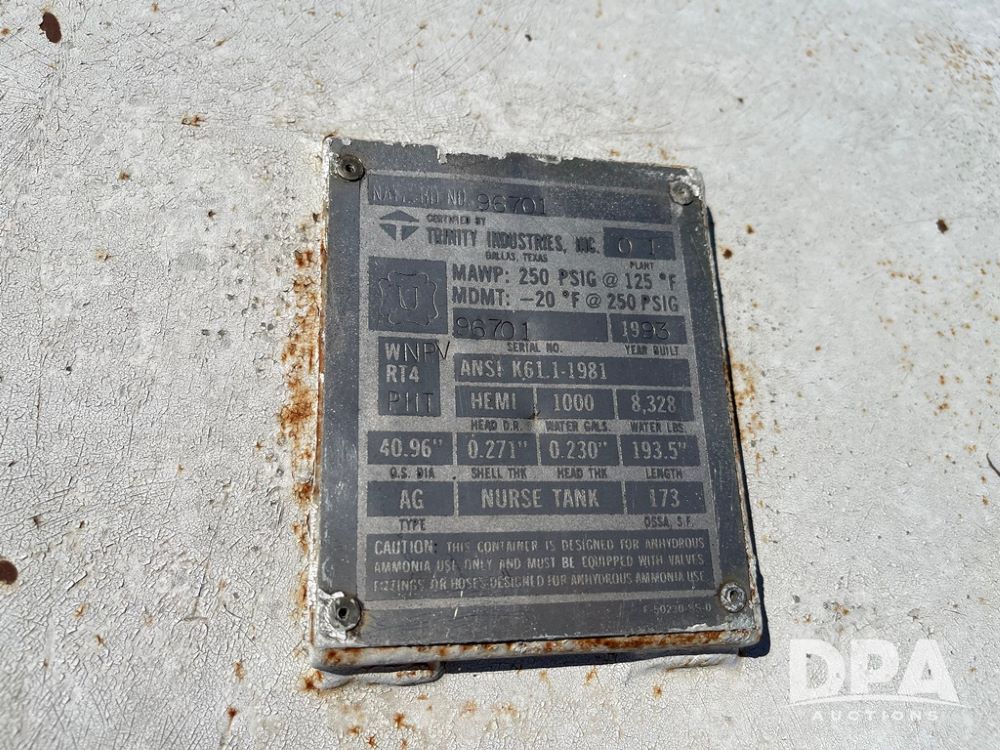 NAT'L BD NO. 96701
CERTIFIED BY
TRINITY INDUSTRIES, INC. 01
DALLAS, TEXAS PLANT
U
MAWP: 250 PSIG @ 125 °F
MDMT: -20 °F @ 250 PSIG
96701 1993
SERIAL NO. YEAR BUILT
WNPV
RT4 ANSI K61.1-1981
HEMI 1000 8,328
HEAD D.R. WATER GALS. WATER LBS
40.96" 0.271" 0.230" 193.5"
O.S. DIA SHELL THK HEAD THK LENGTH
AG NURSE TANK 173
TYPE OSSA, S.F.
CAUTION: THIS CONTAINER IS DESIGNED FOR ANHYDROUS
AMMONIA USE ONLY AND MUST BE EQUIPPED WITH VALVES
FITTINGS OR HOSES DESIGNED FOR ANHYDROUS AMMONIA USE
DPA
AUCTIONS